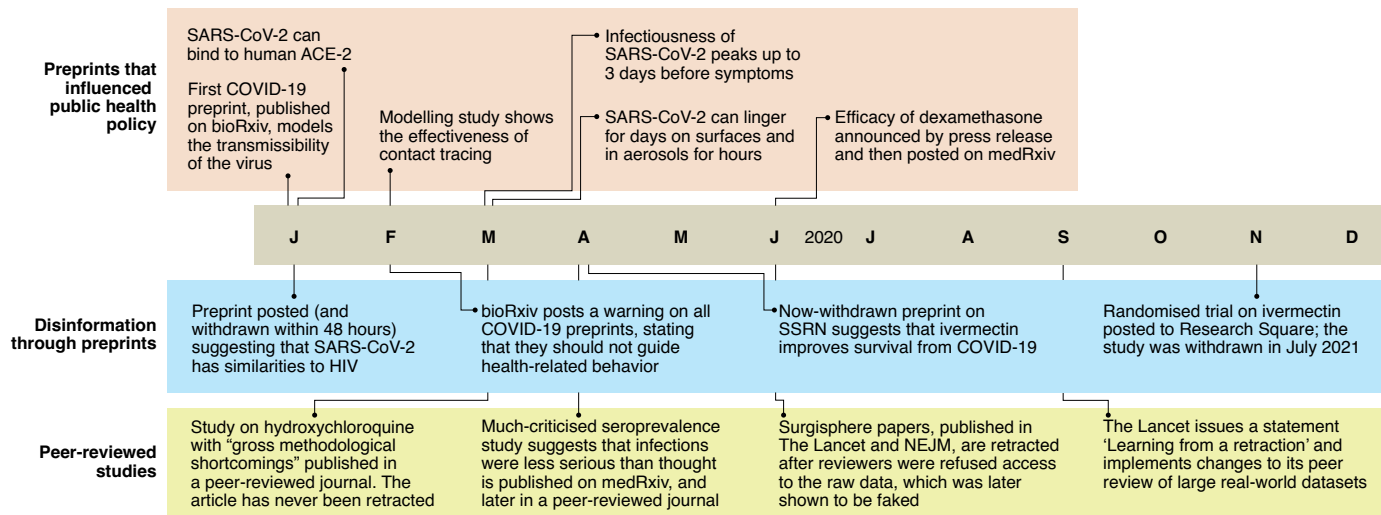 Preprints that
influenced
public health
policy
SARS-CoV-2 can
bind to human ACE-2
First COVID-19
preprint, published
on bioRxiv, models
the transmissibility
of the virus
Modelling study shows
the effectiveness of
contact tracing
Infectiousness of
SARS-CoV-2 peaks up to
3 days before symptoms
SARS-CoV-2 can linger
for days on surfaces and
in aerosols for hours
Efficacy of dexamethasone
announced by press release
and then posted on medRxiv
J F M A M J 2020 J A S O N D
Disinformation
through preprints
Preprint posted (and
withdrawn within 48 hours)
suggesting that SARS-CoV-2
has similarities to HIV
bioRxiv posts a warning on all
COVID-19 preprints, stating
that they should not guide
health-related behavior
Now-withdrawn preprint on
SSRN suggests that ivermectin
improves survival from COVID-19
Randomised trial on ivermectin
posted to Research Square; the
study was withdrawn in July 2021
Peer-reviewed
studies
Study on hydroxychloroquine
with “gross methodological
shortcomings” published in
a peer-reviewed journal. The
article has never been retracted
Much-criticised seroprevalence
study suggests that infections
were less serious than thought
is published on medRxiv, and
later in a peer-reviewed journal
Surgisphere papers, published in
The Lancet and NEJM, are retracted
after reviewers were refused access
to the raw data, which was later
shown to be faked
The Lancet issues a statement
‘Learning from a retraction’ and
implements changes to its peer
review of large real-world datasets